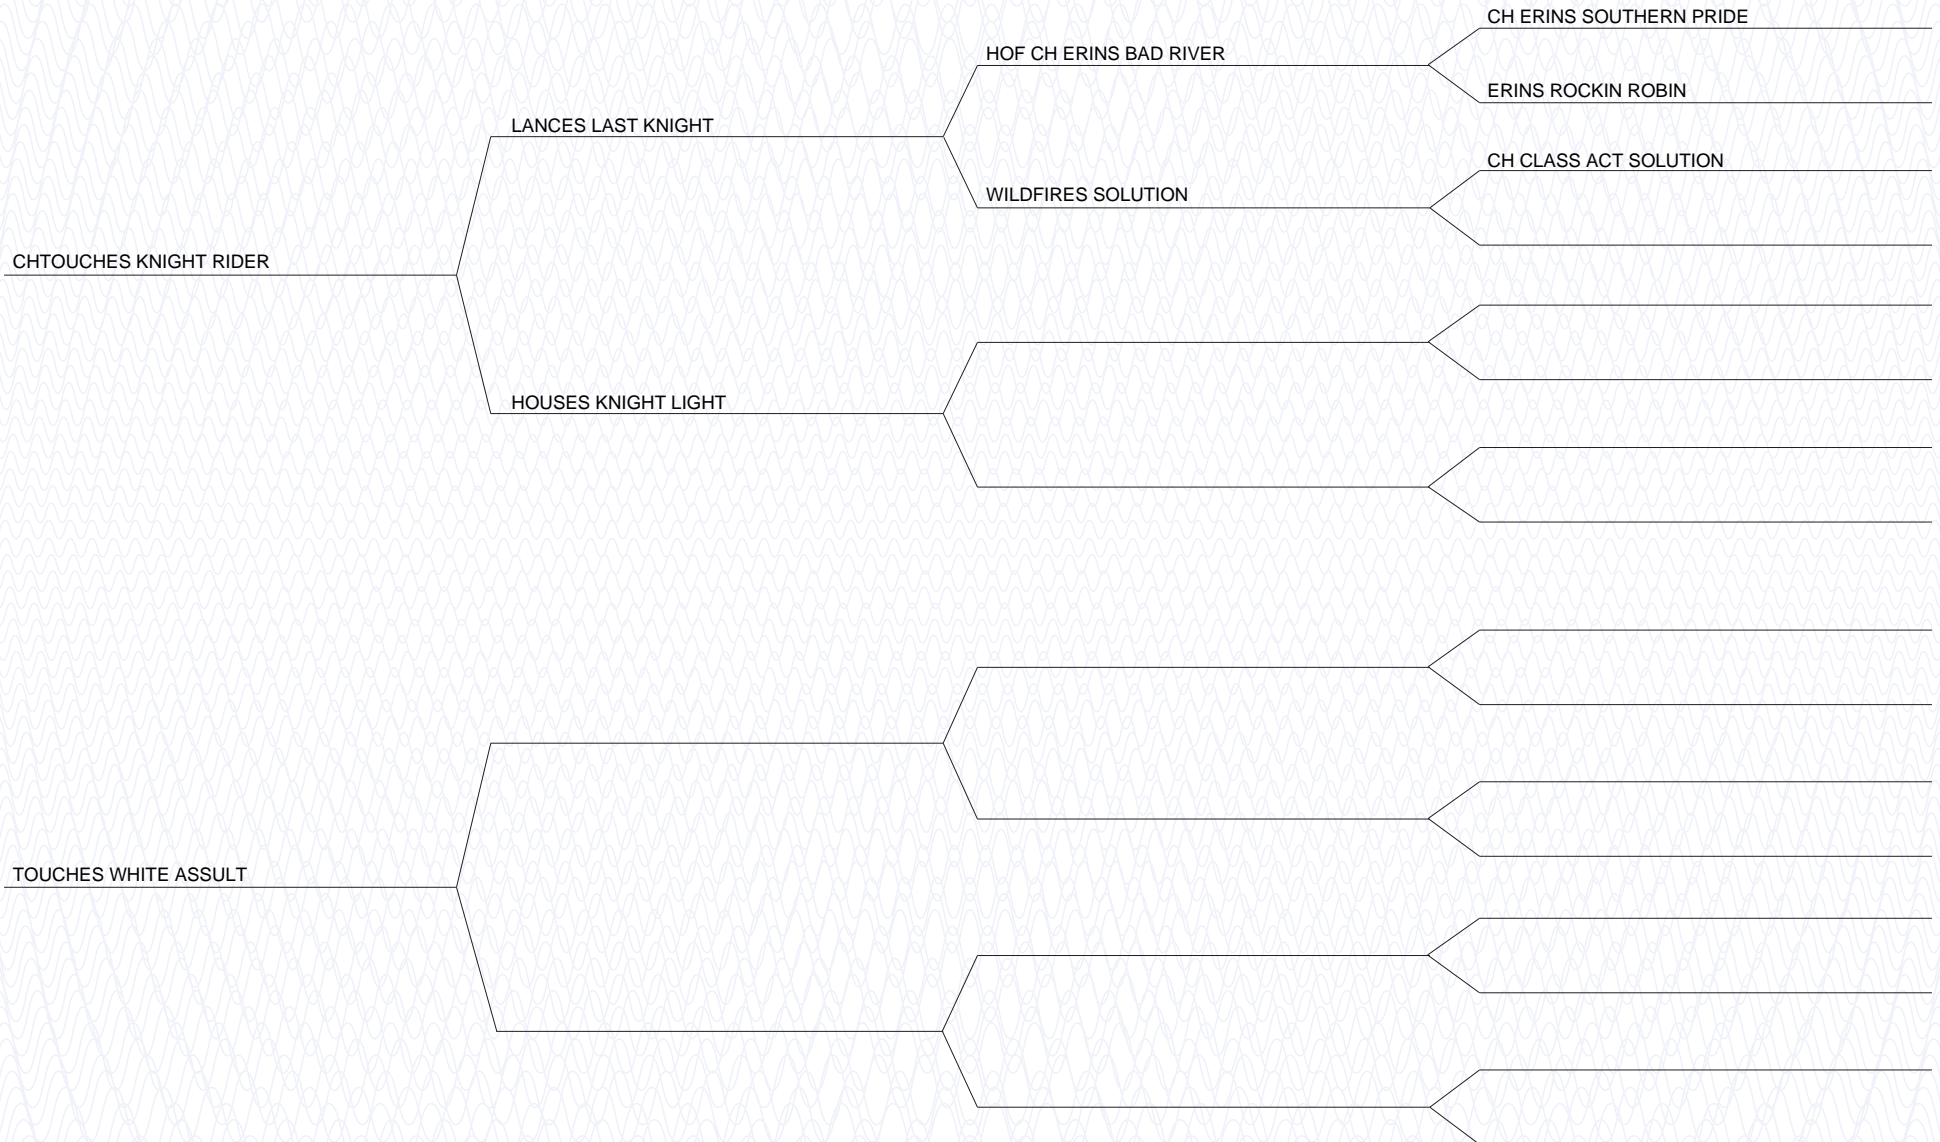 CH ERINS SOUTHERN PRIDE
HOF CH ERINS BAD RIVER
ERINS ROCKIN ROBIN
LANCES LAST KNIGHT
CH CLASS ACT SOLUTION
WILDFIRES SOLUTION
CHTOUCHES KNIGHT RIDER
HOUSES KNIGHT LIGHT
TOUCHES WHITE ASSULT